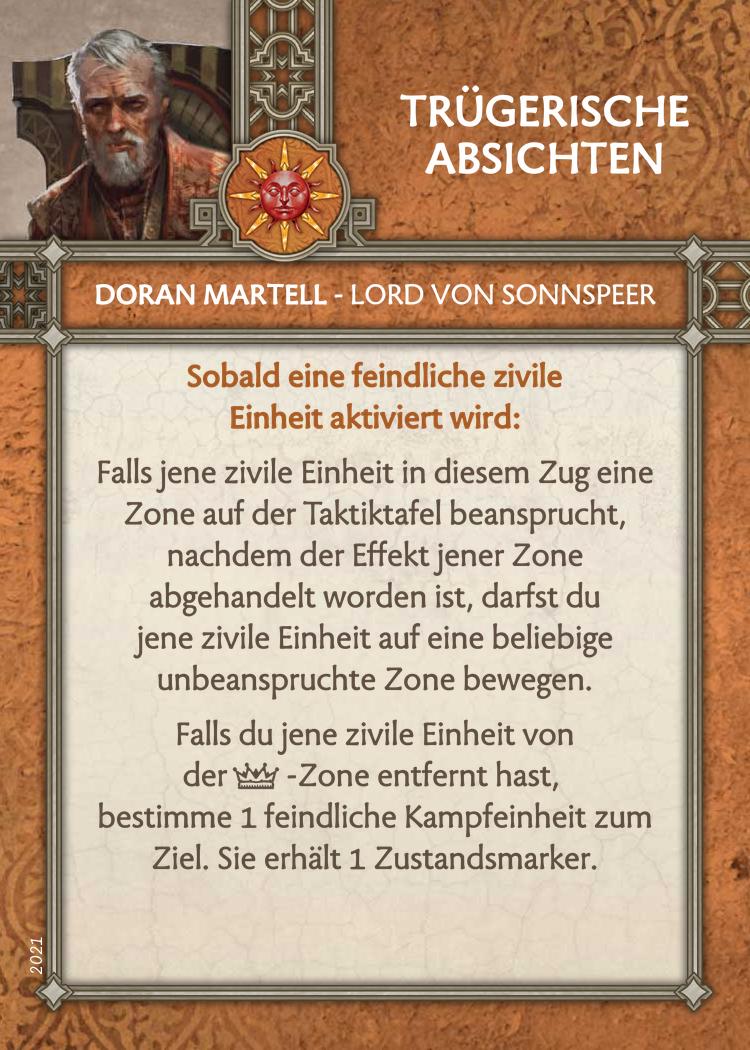 TRÜGERISCHE
ABSICHTEN
DORAN MARTELL - LORD VON SONNSPEER
Sobald eine feindliche zivile
Einheit aktiviert wird:
Falls jene zivile Einheit in diesem Zug eine
Zone auf der Taktiktafel beansprucht,
nachdem der Effekt jener Zone
abgehandelt worden ist, darfst du
jene zivile Einheit auf eine beliebige
unbeanspruchte Zone bewegen.
Falls du jene zivile Einheit von
der -Zone entfernt hast,
bestimme 1 feindliche Kampfeinheit zum
Ziel. Sie erhält 1 Zustandsmarker.
2021